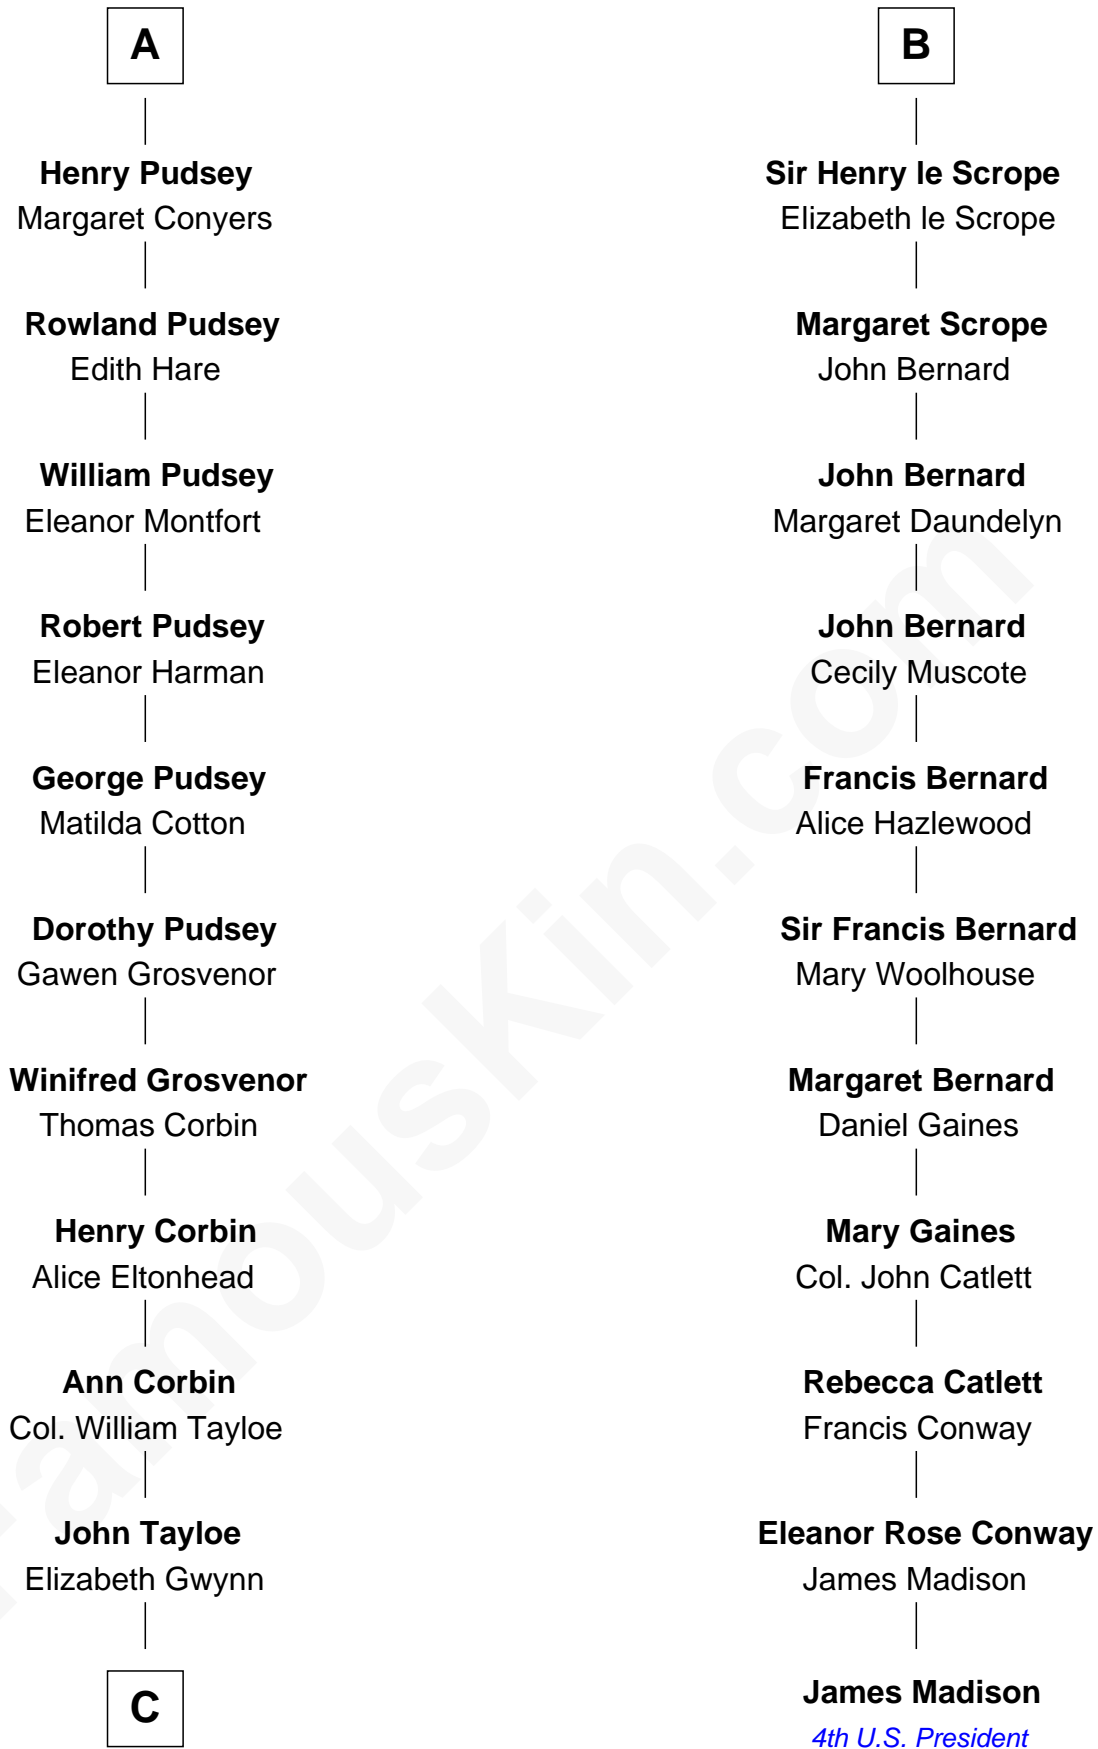 A
Henry Pudsey
Margaret Conyers
Rowland Pudsey
Edith Hare
William Pudsey
Eleanor Montfort
Robert Pudsey
Eleanor Harman
George Pudsey
Matilda Cotton
Dorothy Pudsey
Gawen Grosvenor
Winifred Grosvenor
Thomas Corbin
Henry Corbin
Alice Eltonhead
Ann Corbin
Col. William Tayloe
John Tayloe
Elizabeth Gwynn
C
B
Sir Henry le Scrope
Elizabeth le Scrope
Margaret Scrope
John Bernard
John Bernard
Margaret Daundelyn
John Bernard
Cecily Muscote
Francis Bernard
Alice Hazlewood
Sir Francis Bernard
Mary Woolhouse
Margaret Bernard
Daniel Gaines
Mary Gaines
Col. John Catlett
Rebecca Catlett
Francis Conway
Eleanor Rose Conway
James Madison
James Madison
4th U.S. President
FamousKin.com